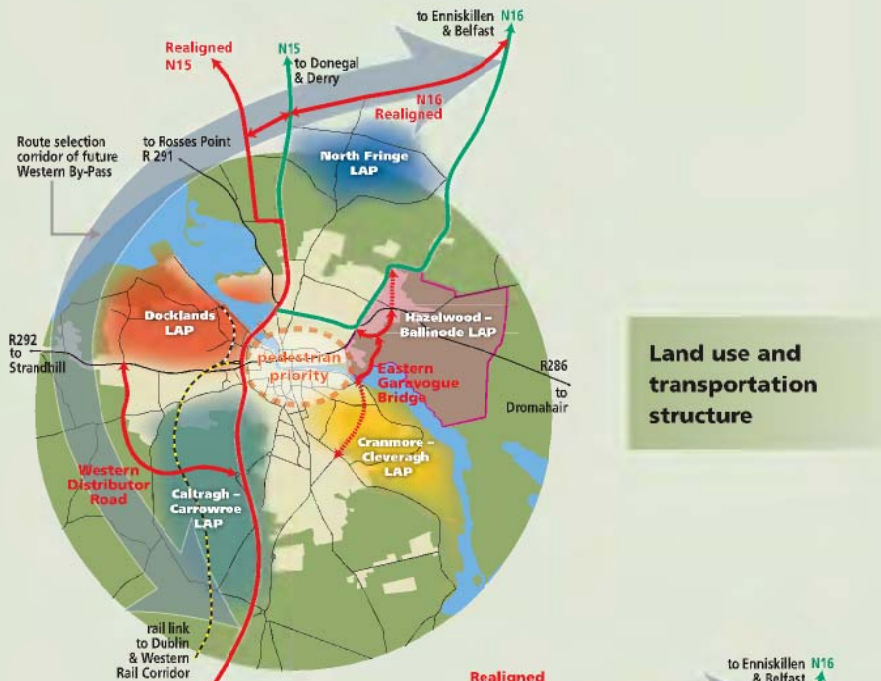 to Enniskillen N16
& Belfast
Realigned
N15
N15
to Donegal
& Derry
N16
Realigned
Route selection
corridor of future
Western By-Pass
to Rosses Point
R 291
North Fringe
LAP
Docklands
LAP
Hazelwood –
Ballinode LAP
R292
to
Strandhill
pedestrian
priority
Eastern
Garavogue
Bridge
R286
to
Dromahair
Land use and
transportation
structure
Cranmore –
Cleveragh
LAP
Western
Distributor
Road
Caltragh –
Carrowroe
LAP
rail link
to Dublin
& Western
Rail Corridor
Realigned
to Enniskillen N16
& Belfast